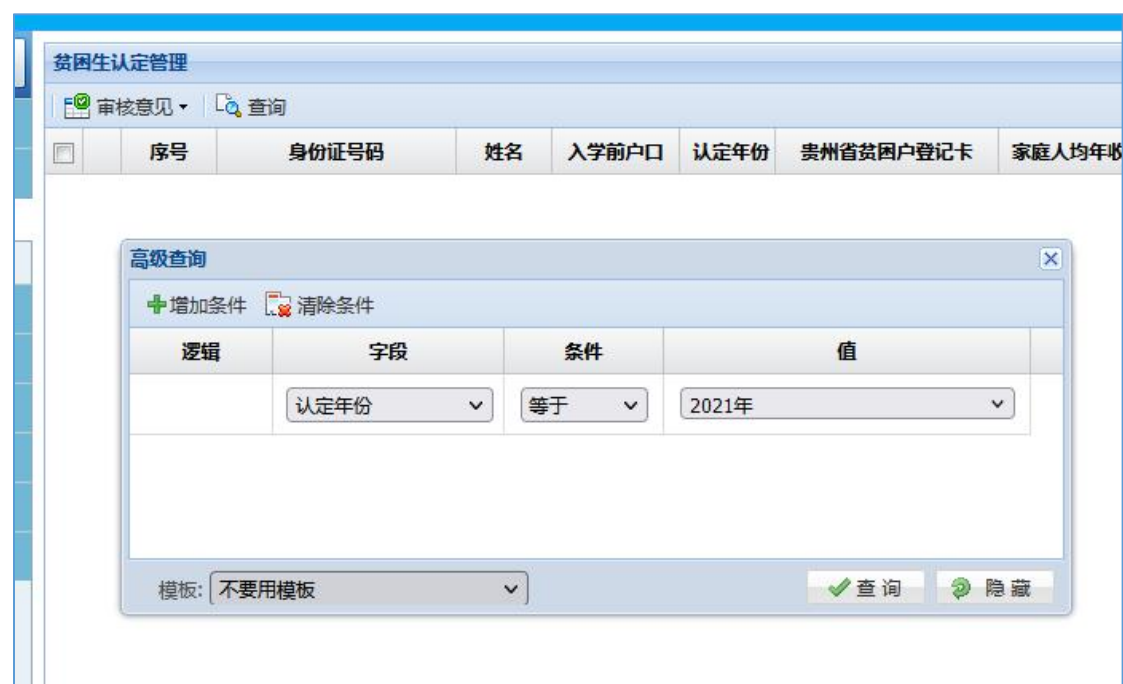 贫困生认定管理
审核意见 查询
序号 身份证号码 姓名 入学前户口 认定年份 贵州省贫困户登记卡 家庭人均年收
高级查询
增加条件 清除条件
逻辑 字段 条件 值
认定年份 等于 2021年
模板: 不要用模板 查询 隐藏